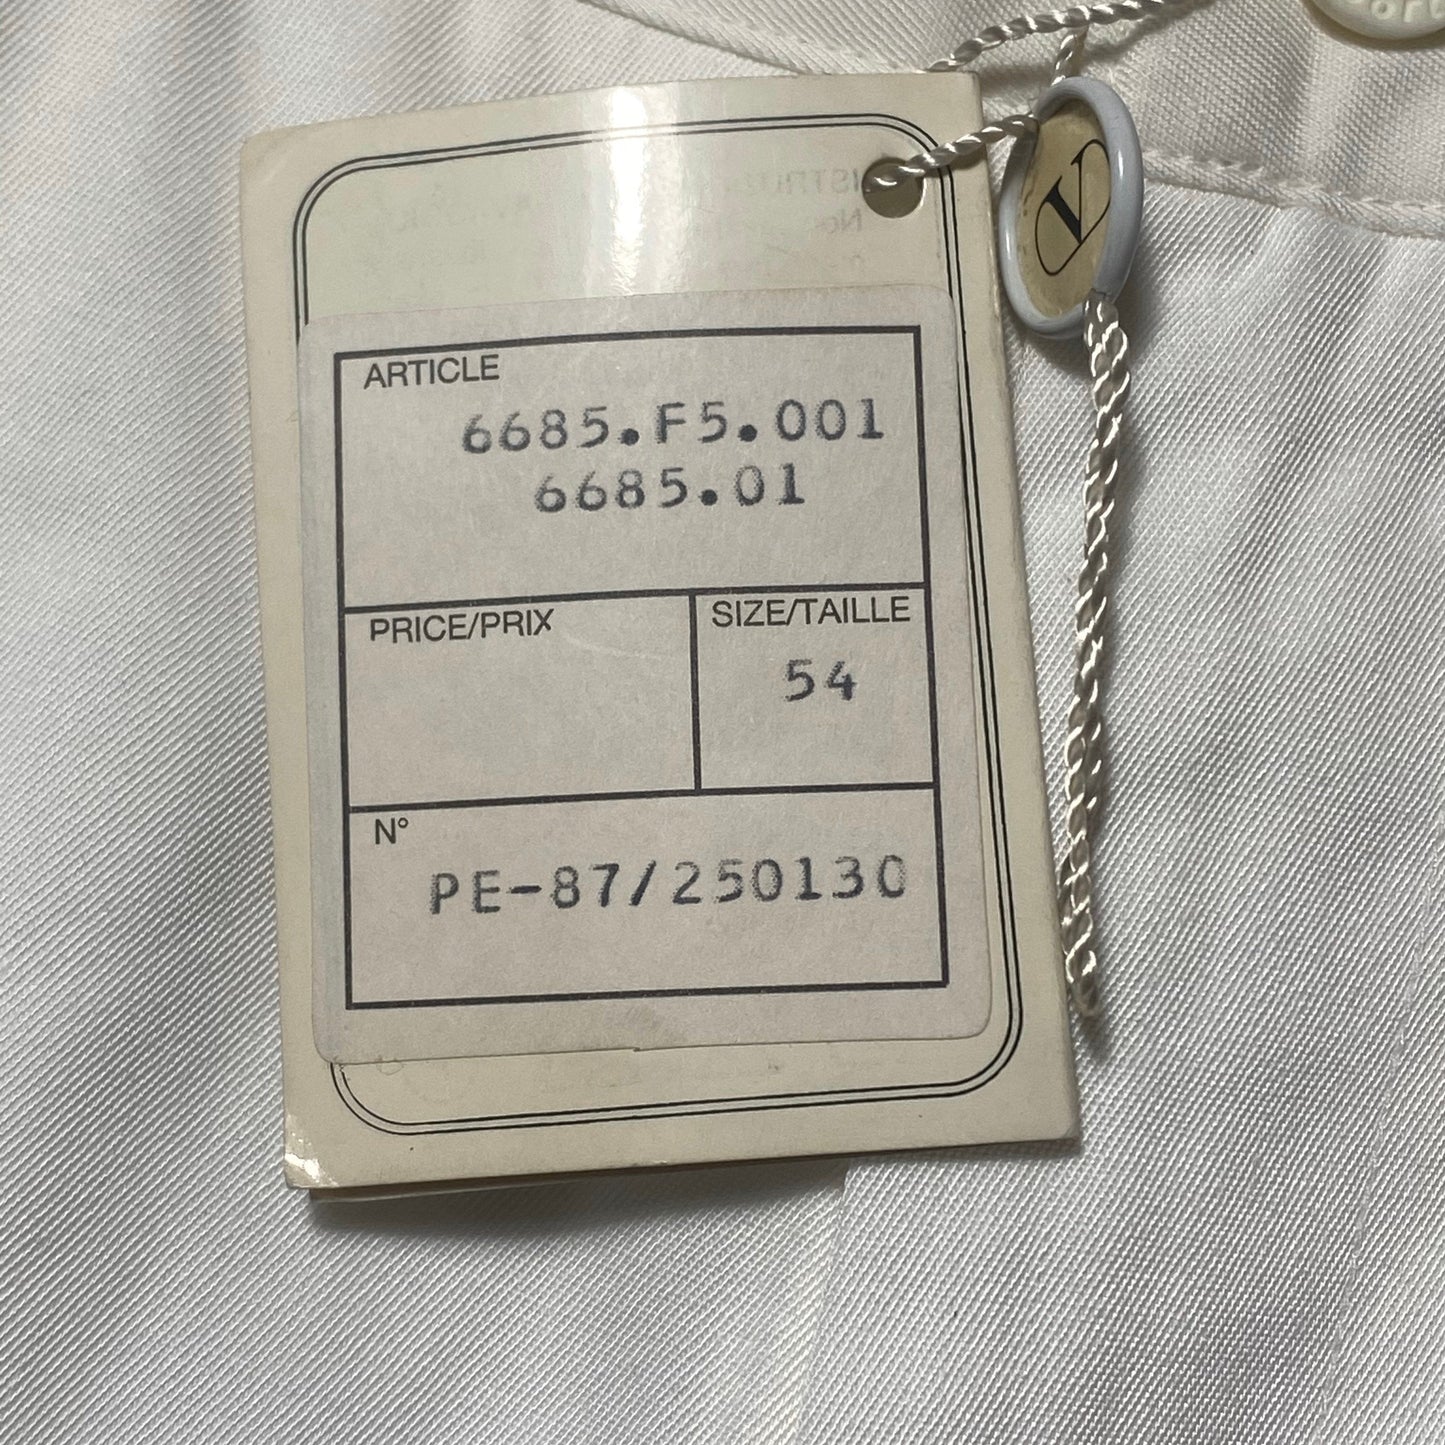 ARTICLE
6685.F5.001
6685.01
PRICE/PRIX
SIZE/TAILLE
54
N°
PE-87/250130
V